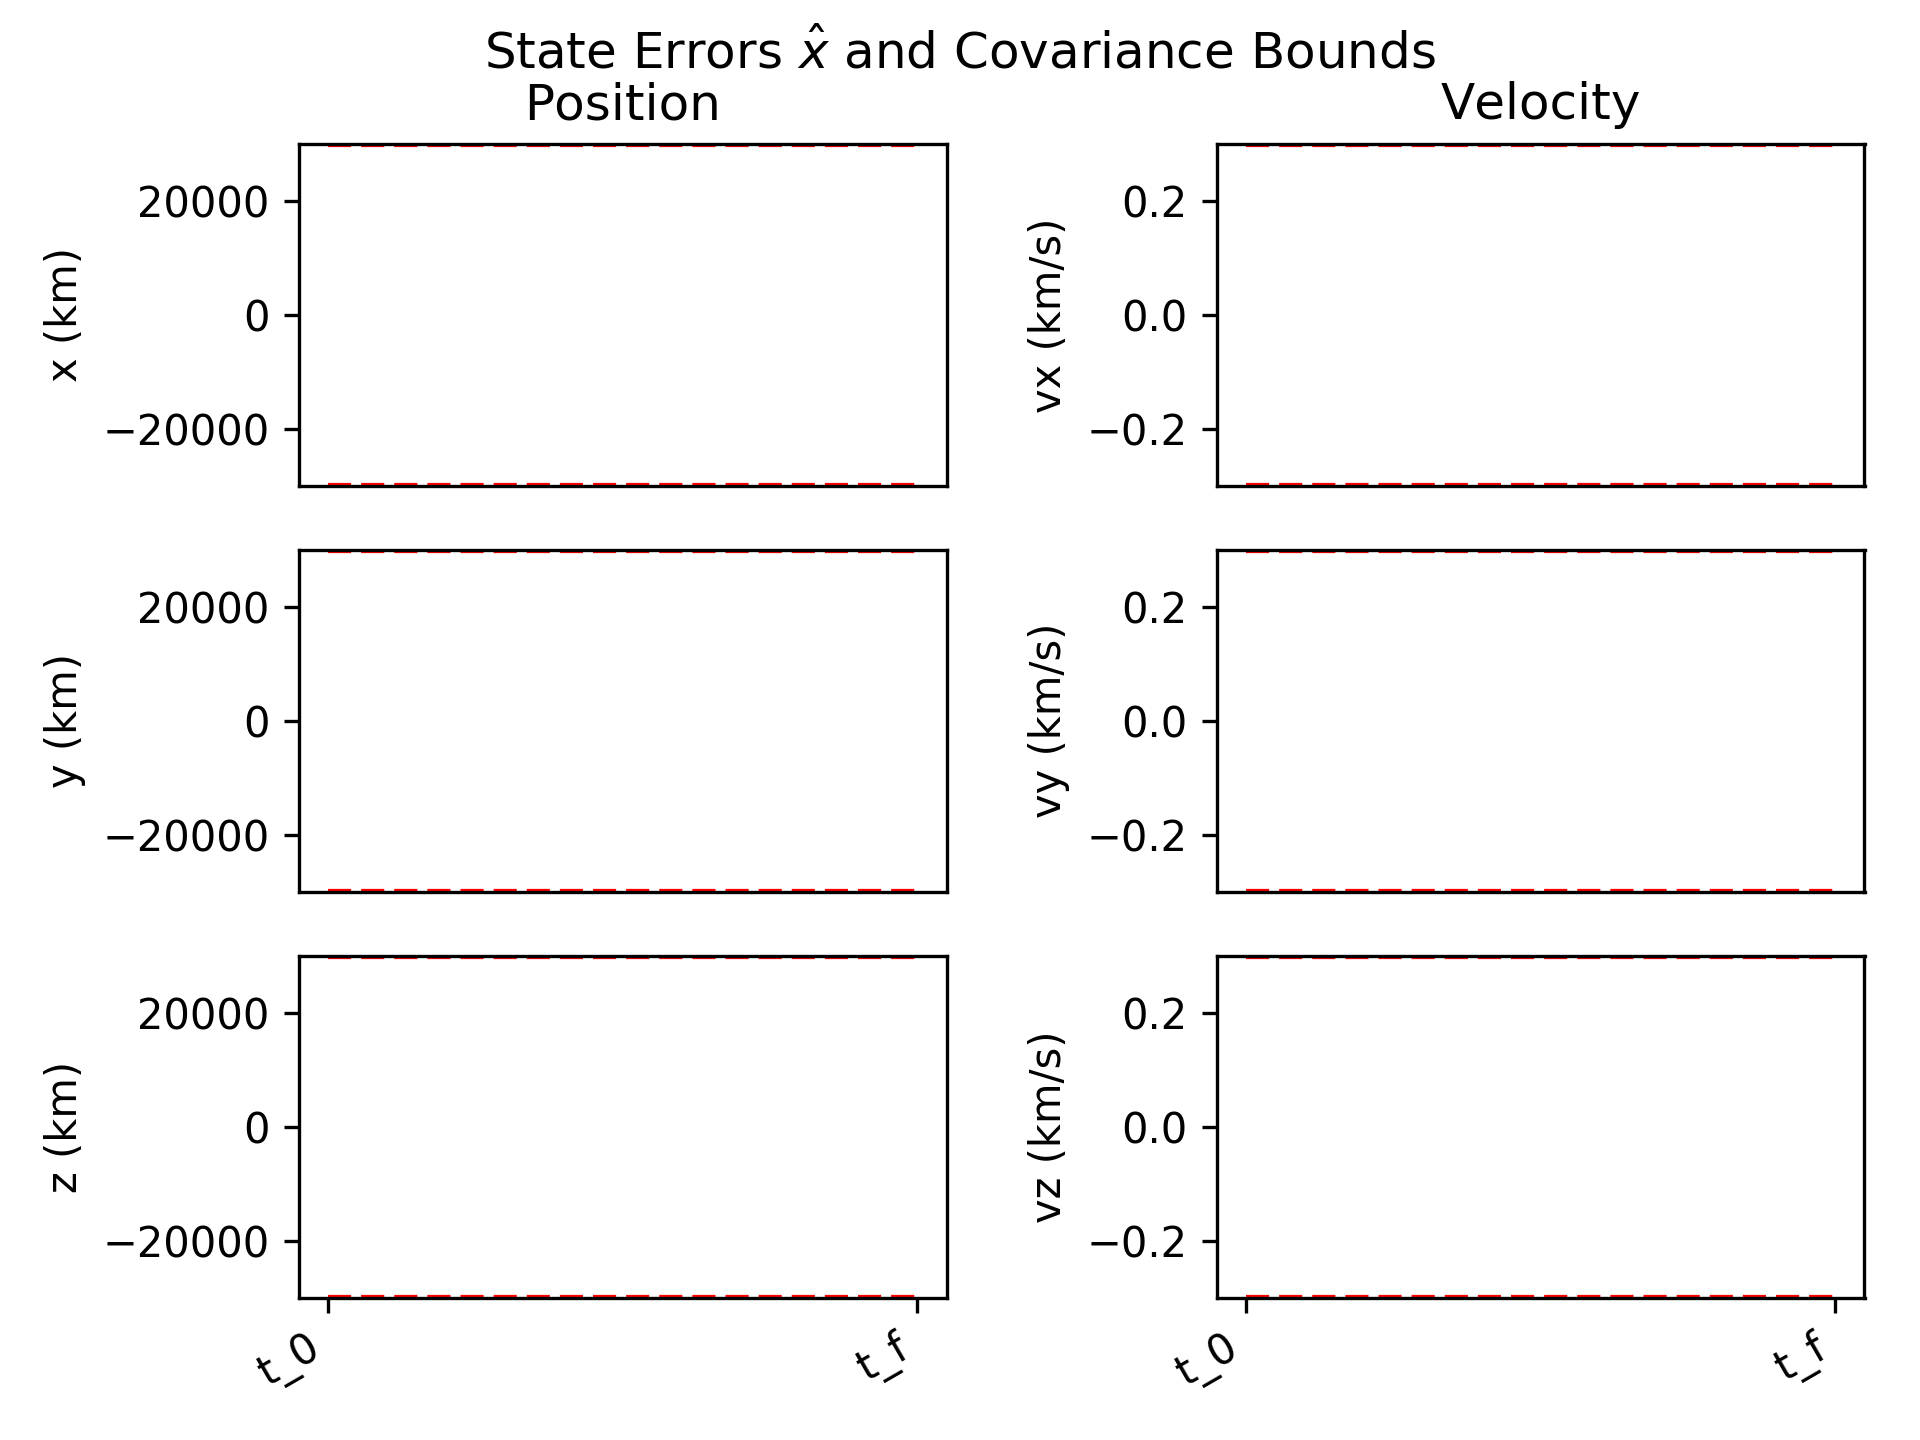 State Errors x̂ and Covariance Bounds
Position
Velocity
20000
0
−20000
x (km)
0.2
0.0
−0.2
vx (km/s)
20000
0
−20000
y (km)
0.2
0.0
−0.2
vy (km/s)
20000
0
−20000
z (km)
0.2
0.0
−0.2
vz (km/s)
t_0
t_f
t_0
t_f